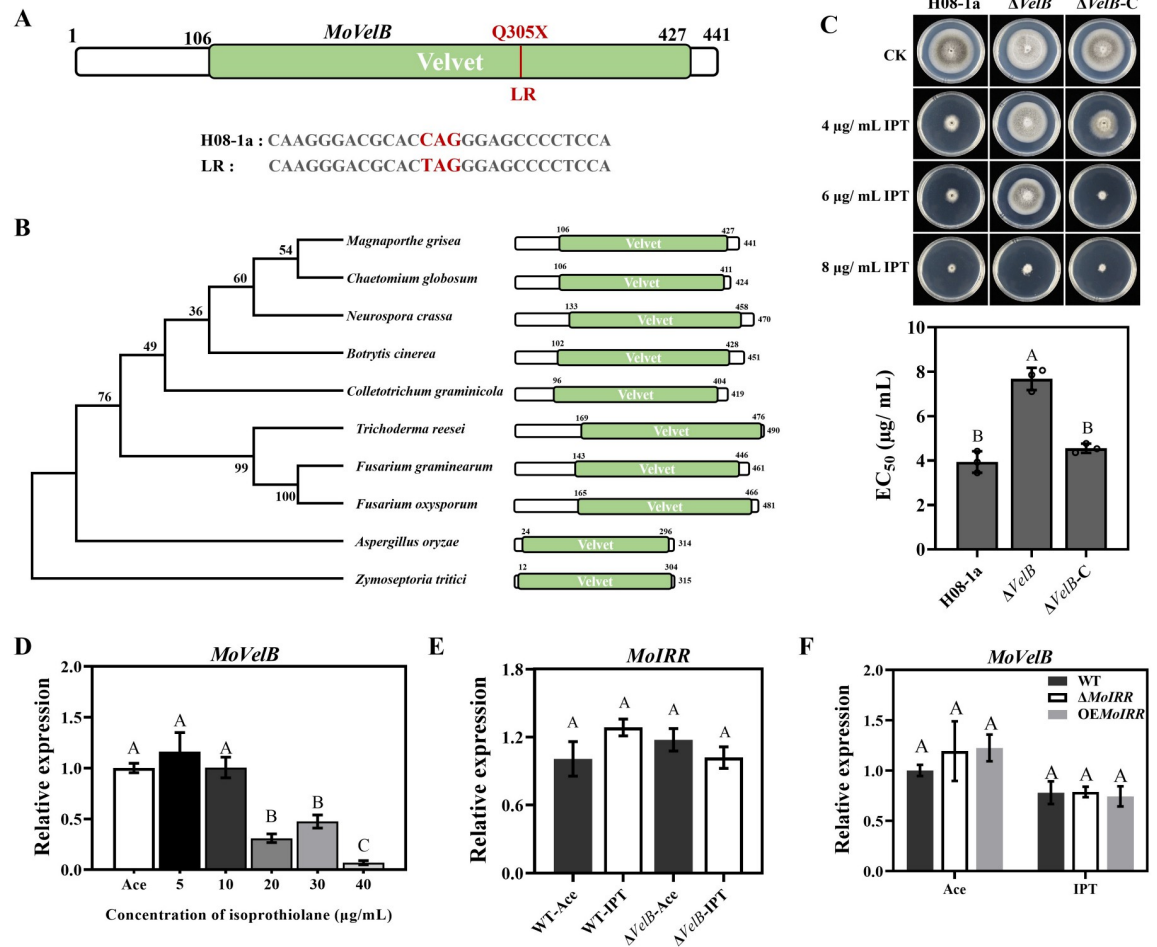 A
1
106
MoVelB
Q305X
427
441
Velvet
LR
H08-1a : CAAGGGACGCACCAGGGAGCCCCTCCA
LR : CAAGGGACGCACTAGGGAGCCCCTCCA
B
54
60
36
49
76
99
100
Magnaporthe grisea
106 Velvet 427 441
Chaetomium globosum
106 Velvet 411 424
Neurospora crassa
133 Velvet 458 470
Botrytis cinerea
102 Velvet 428 451
Colletotrichum graminicola
96 Velvet 404 419
Trichoderma reesei
169 Velvet 476 490
Fusarium graminearum
143 Velvet 446 461
Fusarium oxysporum
165 Velvet 466 481
Aspergillus oryzae
24 Velvet 296 314
Zymoseptoria tritici
12 Velvet 304 315
C
H08-1a ΔVelB ΔVelB-C
CK
4 μg/ mL IPT
6 μg/ mL IPT
8 μg/ mL IPT
EC50 (μg/ mL)
10
8
6
4
2
0
B A B
H08-1a ΔVelB ΔVelB-C
D
MoVelB
Relative expression
2.0
1.5
1.0
0.5
0.0
A A A B B C
Ace 5 10 20 30 40
Concentration of isoprothiolane (μg/mL)
E
MoIRR
Relative expression
1.8
1.2
0.6
0.0
A A A A
WT-Ace WT-IPT ΔVelB-Ace ΔVelB-IPT
F
MoVelB
Relative expression
2.0
1.5
1.0
0.5
0.0
WT
ΔMoIRR
OEMoIRR
A A A A A A
Ace IPT